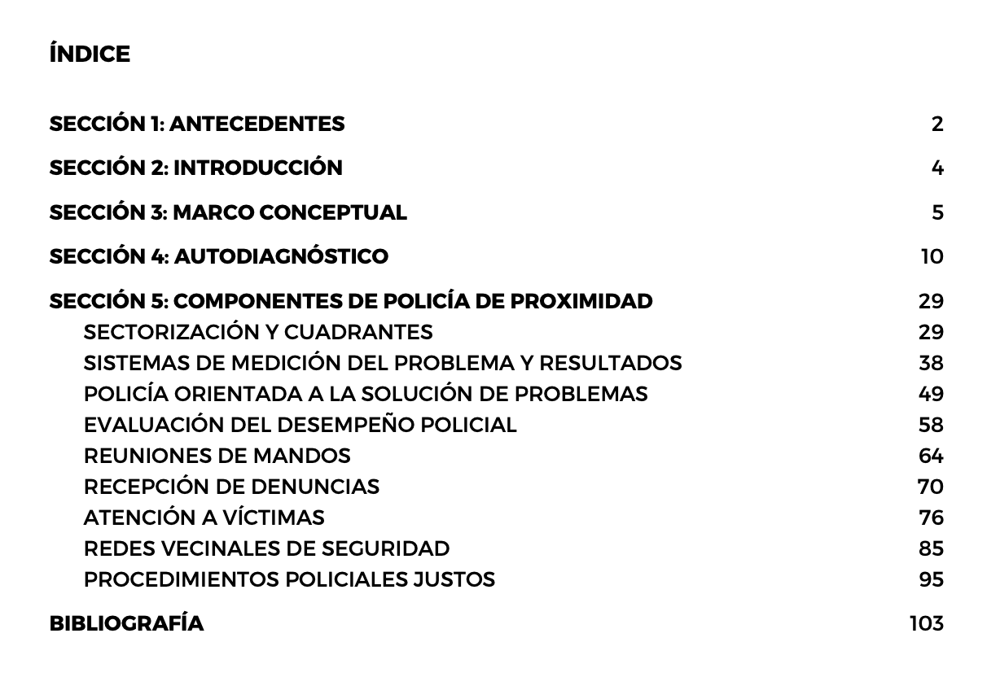 ÍNDICE
SECCIÓN 1: ANTECEDENTES 2
SECCIÓN 2: INTRODUCCIÓN 4
SECCIÓN 3: MARCO CONCEPTUAL 5
SECCIÓN 4: AUTODIAGNÓSTICO 10
SECCIÓN 5: COMPONENTES DE POLICÍA DE PROXIMIDAD 29
SECTORIZACIÓN Y CUADRANTES 29
SISTEMAS DE MEDICIÓN DEL PROBLEMA Y RESULTADOS 38
POLICÍA ORIENTADA A LA SOLUCIÓN DE PROBLEMAS 49
EVALUACIÓN DEL DESEMPEÑO POLICIAL 58
REUNIONES DE MANDOS 64
RECEPCIÓN DE DENUNCIAS 70
ATENCIÓN A VÍCTIMAS 76
REDES VECINALES DE SEGURIDAD 85
PROCEDIMIENTOS POLICIALES JUSTOS 95
BIBLIOGRAFÍA 103